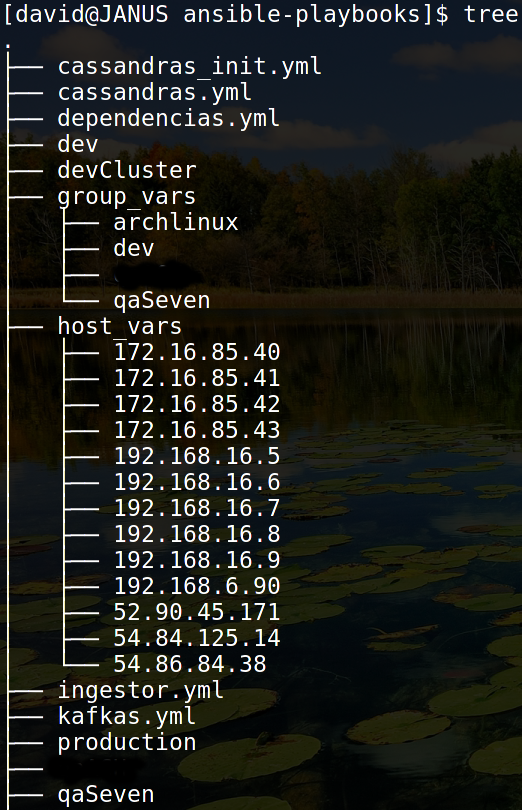 [david@JANUS ansible-playbooks]$ tree
.
├── cassandras_init.yml
├── cassandras.yml
├── dependencias.yml
├── dev
├── devCluster
├── group_vars
│   ├── archlinux
│   ├── dev
│   ├──
│   └── qaSeven
├── host_vars
│   ├── 172.16.85.40
│   ├── 172.16.85.41
│   ├── 172.16.85.42
│   ├── 172.16.85.43
│   ├── 192.168.16.5
│   ├── 192.168.16.6
│   ├── 192.168.16.7
│   ├── 192.168.16.8
│   ├── 192.168.16.9
│   ├── 192.168.6.90
│   ├── 52.90.45.171
│   ├── 54.84.125.14
│   └── 54.86.84.38
├── ingestor.yml
├── kafkas.yml
├── production
├──
├── qaSeven